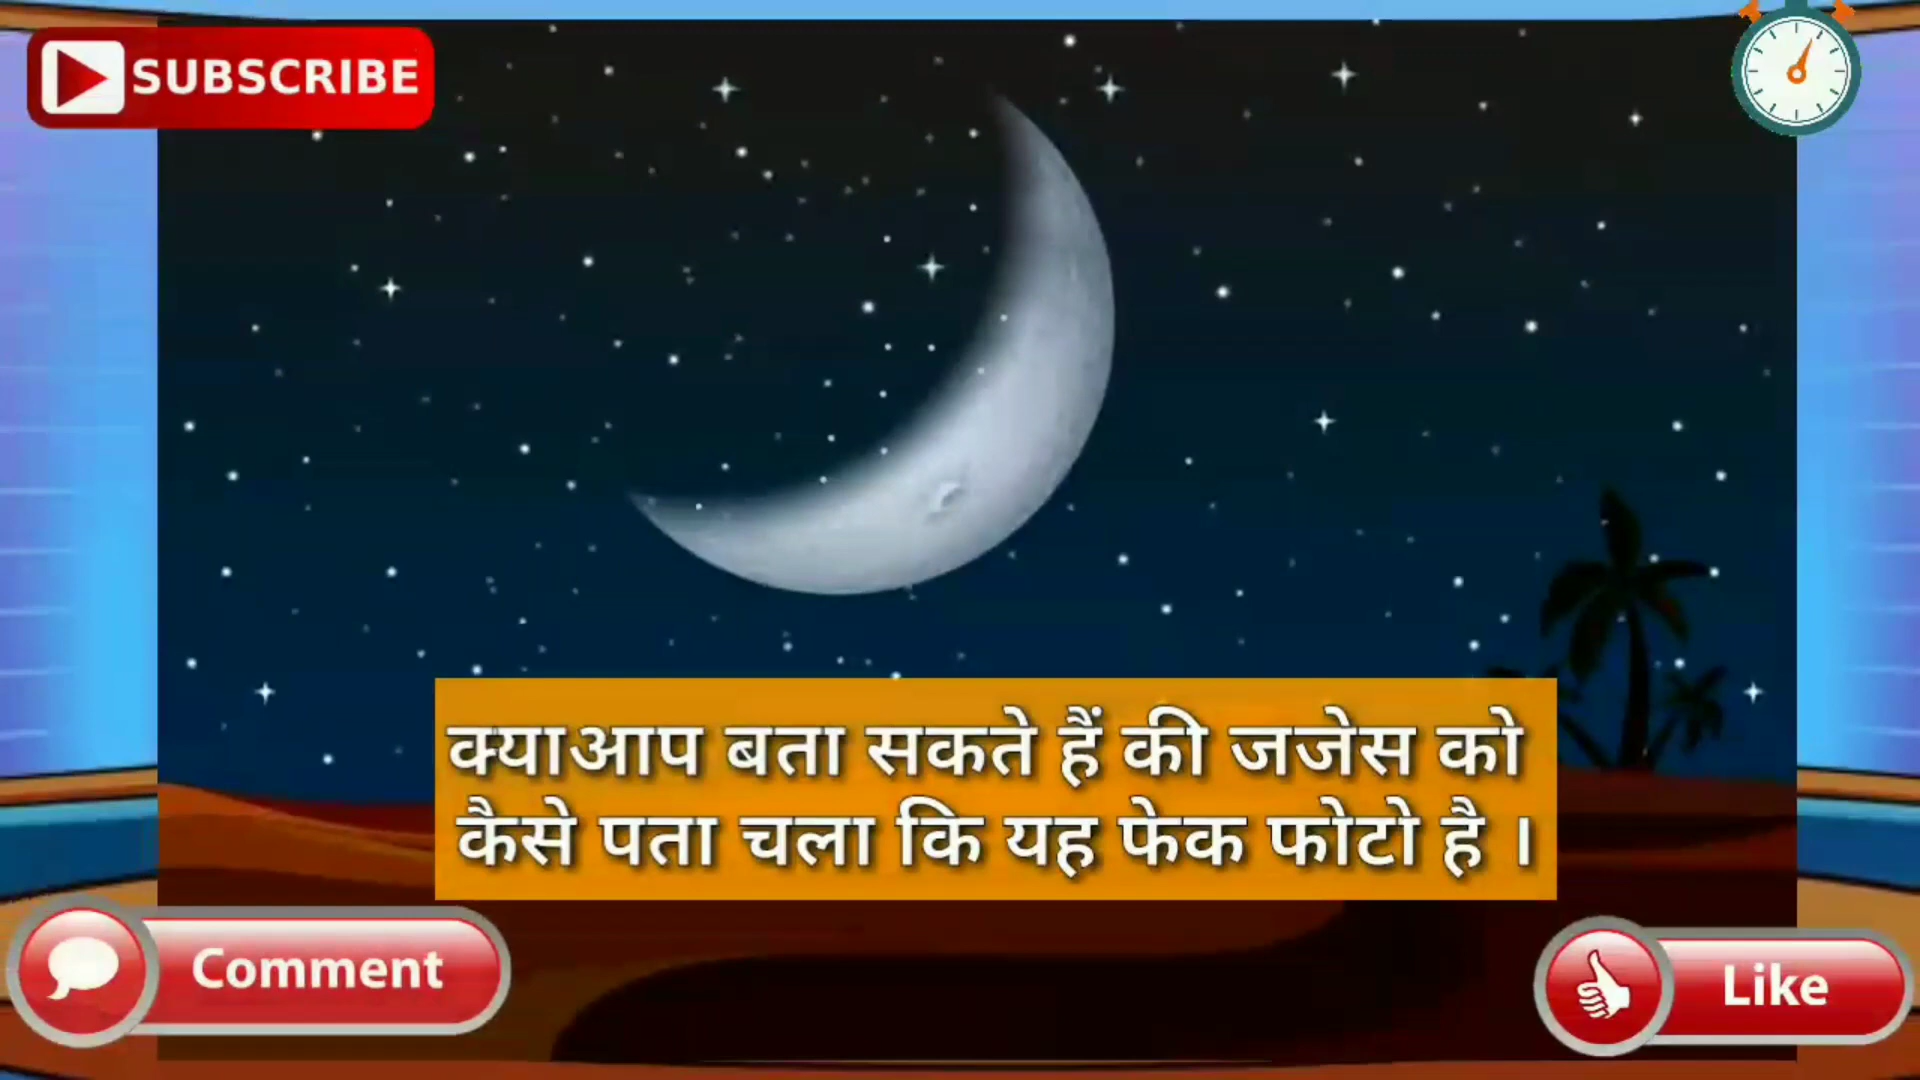 SUBSCRIBE
क्याआप बता सकते हैं की जजेस को
कैसे पता चला कि यह फेक फोटो है ।
Comment
Like